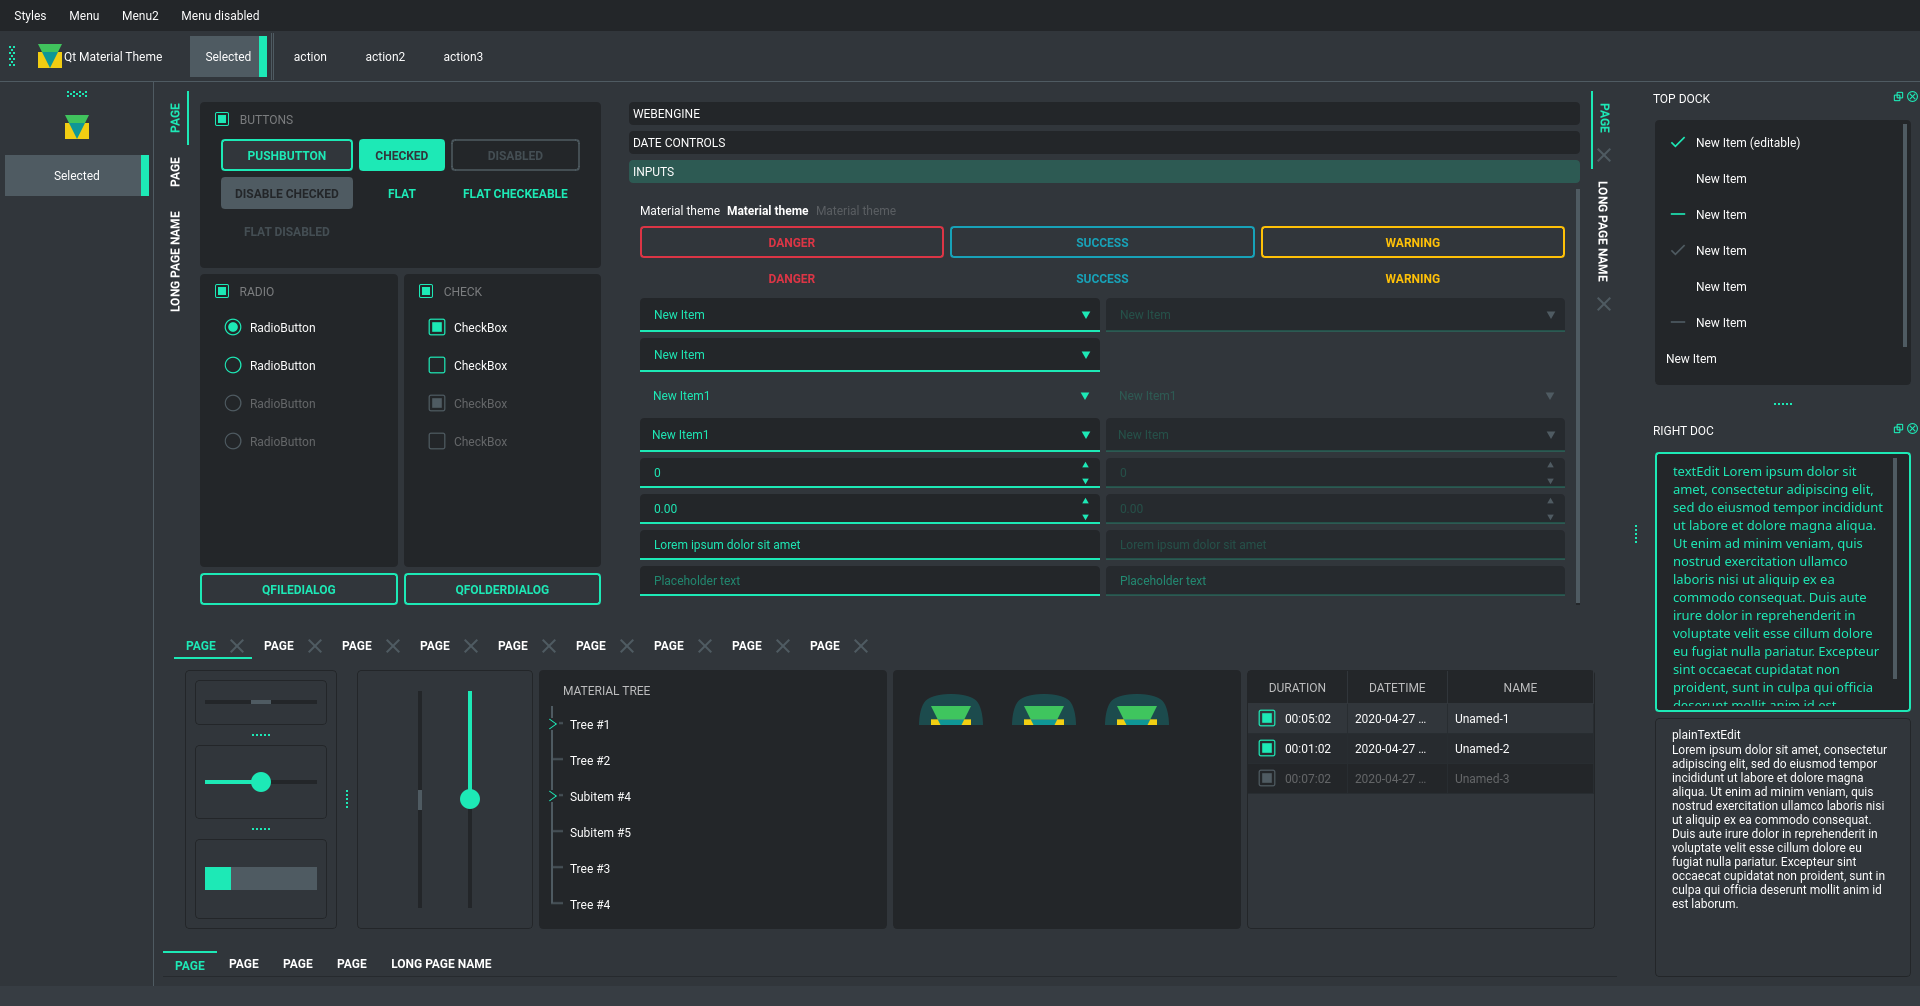 Styles Menu Menu2 Menu disabled
Qt Material Theme Selected action action2 action3
Selected
PAGE
PAGE
LONG PAGE NAME
BUTTONS
PUSHBUTTON CHECKED DISABLED
DISABLE CHECKED FLAT FLAT CHECKEABLE
FLAT DISABLED
RADIO
RadioButton
RadioButton
RadioButton
RadioButton
CHECK
CheckBox
CheckBox
CheckBox
CheckBox
QFILEDIALOG QFOLDERDIALOG
WEBENGINE
DATE CONTROLS
INPUTS
Material theme Material theme Material theme
DANGER SUCCESS WARNING
DANGER SUCCESS WARNING
New Item New Item
New Item
New Item1 New Item1
New Item1 New Item
0 0
0.00 0.00
Lorem ipsum dolor sit amet Lorem ipsum dolor sit amet
Placeholder text Placeholder text
PAGE
LONG PAGE NAME
PAGE PAGE PAGE PAGE PAGE PAGE PAGE PAGE PAGE
MATERIAL TREE
Tree #1
Tree #2
Subitem #4
Subitem #5
Tree #3
Tree #4
DURATION DATETIME NAME
00:05:02 2020-04-27 ... Unamed-1
00:01:02 2020-04-27 ... Unamed-2
00:07:02 2020-04-27 ... Unamed-3
PAGE PAGE PAGE PAGE LONG PAGE NAME
TOP DOCK
New Item (editable)
New Item
New Item
New Item
New Item
New Item
New Item
RIGHT DOC
textEdit Lorem ipsum dolor sit
amet, consectetur adipiscing elit,
sed do eiusmod tempor incididunt
ut labore et dolore magna aliqua.
Ut enim ad minim veniam, quis
nostrud exercitation ullamco
laboris nisi ut aliquip ex ea
commodo consequat. Duis aute
irure dolor in reprehenderit in
voluptate velit esse cillum dolore
eu fugiat nulla pariatur. Excepteur
sint occaecat cupidatat non
proident, sunt in culpa qui officia
deserunt mollit anim id est
plainTextEdit
Lorem ipsum dolor sit amet, consectetur
adipiscing elit, sed do eiusmod tempor
incididunt ut labore et dolore magna
aliqua. Ut enim ad minim veniam, quis
nostrud exercitation ullamco laboris nisi
ut aliquip ex ea commodo consequat.
Duis aute irure dolor in reprehenderit in
voluptate velit esse cillum dolore eu
fugiat nulla pariatur. Excepteur sint
occaecat cupidatat non proident, sunt in
culpa qui officia deserunt mollit anim id
est laborum.